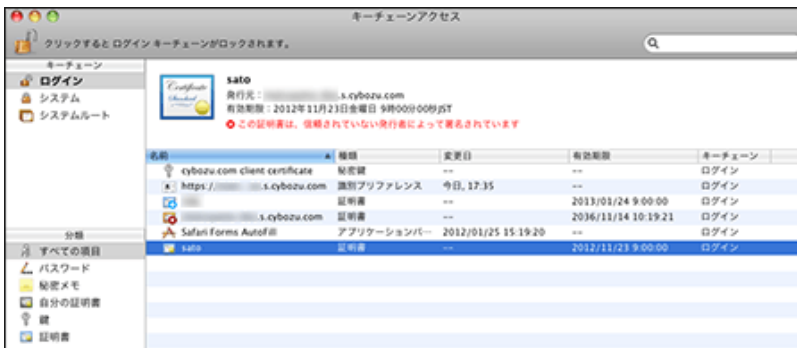 キーチェーンアクセス
クリックすると ログイン キーチェーンがロックされます。
キーチェーン
ログイン
システム
システムルート
Certificate
Standard
sato
発行元: .s.cybozu.com
有効期限:2012年11月23日金曜日 9時00分00秒JST
この証明書は、信頼されていない発行者によって署名されています
名前 種類 変更日 有効期限 キーチェーン
cybozu.com client certificate 秘密鍵 -- -- ログイン
https:// .s.cybozu.com 識別プリファレンス 今日, 17:35 -- ログイン
証明書 -- 2013/01/24 9:00:00 ログイン
.s.cybozu.com 証明書 -- 2036/11/14 10:19:21 ログイン
Safari Forms AutoFill アプリケーションパ… 2012/01/25 15:19:20 -- ログイン
sato 証明書 -- 2012/11/23 9:00:00 ログイン
分類
すべての項目
パスワード
秘密メモ
自分の証明書
鍵
証明書